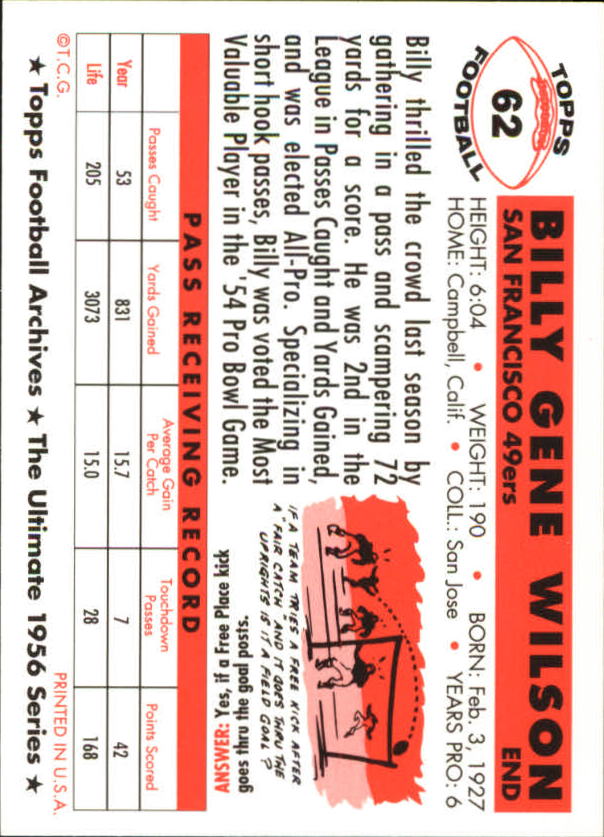 TOPPS
62
FOOTBALL
BILLY GENE WILSON
SAN FRANCISCO 49ers END
HEIGHT: 6:04 • WEIGHT: 190 • BORN: Feb. 3, 1927
HOME: Campbell, Calif. • COLL.: San Jose • YEARS PRO: 6
Billy thrilled the crowd last season by
gathering in a pass and scampering 72
yards for a score. He was 2nd in the
League in Passes Caught and Yards Gained,
and was elected All-Pro. Specializing in
short hook passes, Billy was voted the Most
Valuable Player in the '54 Pro Bowl Game.
IF A TEAM TRIES A FREE KICK AFTER
A "FAIR CATCH" AND IT GOES THRU THE
UPRIGHTS IS IT A FIELD GOAL?
ANSWER: Yes, if a Free Place kick
goes thru the goal posts.
PASS RECEIVING RECORD
Passes Caught Yards Gained Average Gain Per Catch Touchdown Passes Points Scored
Year 53 831 15.7 7 42
Life 205 3073 15.0 28 168
©T.C.G. PRINTED IN U.S.A.
★ Topps Football Archives ★ The Ultimate 1956 Series ★